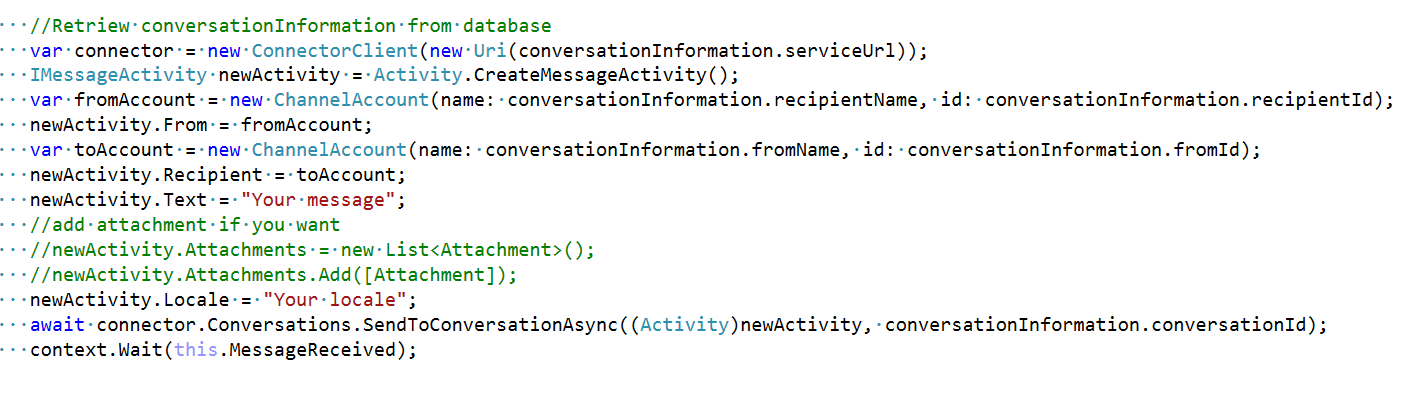 //Retriew conversationInformation from database
var connector = new ConnectorClient(new Uri(conversationInformation.serviceUrl));
IMessageActivity newActivity = Activity.CreateMessageActivity();
var fromAccount = new ChannelAccount(name: conversationInformation.recipientName, id: conversationInformation.recipientId);
newActivity.From = fromAccount;
var toAccount = new ChannelAccount(name: conversationInformation.fromName, id: conversationInformation.fromId);
newActivity.Recipient = toAccount;
newActivity.Text = "Your message";
//add attachment if you want
//newActivity.Attachments = new List<Attachment>();
//newActivity.Attachments.Add([Attachment]);
newActivity.Locale = "Your locale";
await connector.Conversations.SendToConversationAsync((Activity)newActivity, conversationInformation.conversationId);
context.Wait(this.MessageReceived);